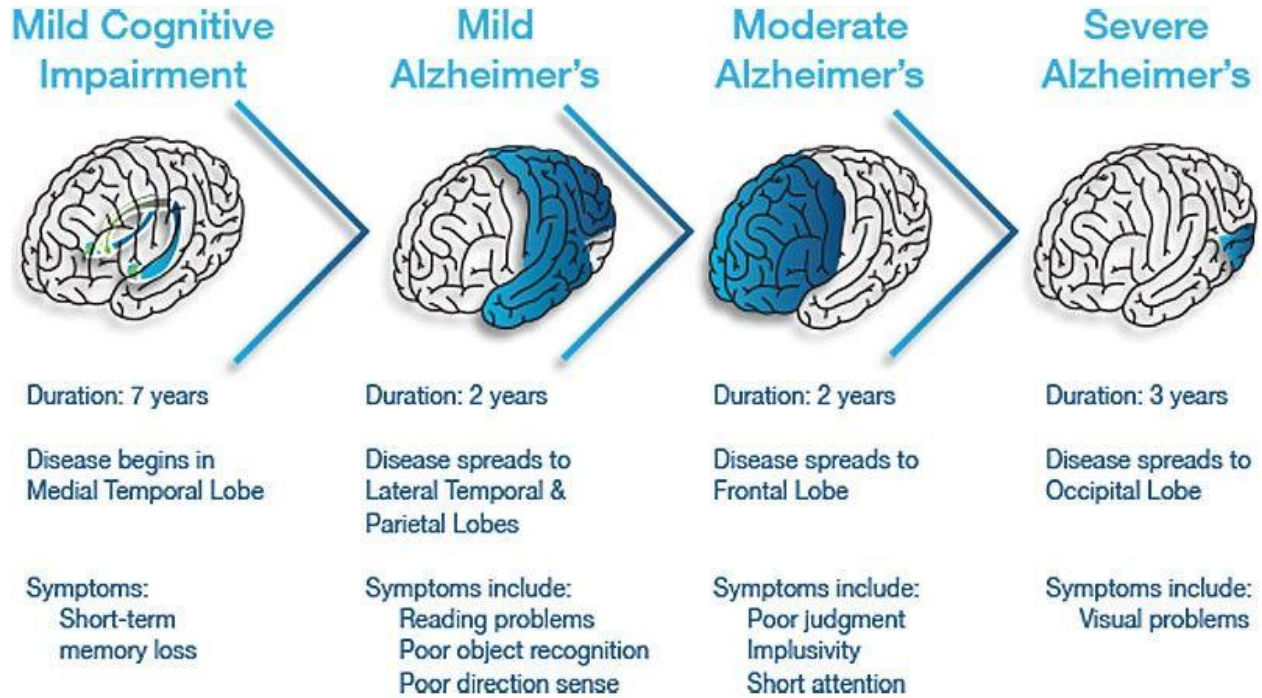 Mild Cognitive
Impairment
Mild
Alzheimer's
Moderate
Alzheimer's
Severe
Alzheimer's
Duration: 7 years
Disease begins in
Medial Temporal Lobe
Symptoms:
Short-term
memory loss
Duration: 2 years
Disease spreads to
Lateral Temporal &
Parietal Lobes
Symptoms include:
Reading problems
Poor object recognition
Poor direction sense
Duration: 2 years
Disease spreads to
Frontal Lobe
Symptoms include:
Poor judgment
Implusivity
Short attention
Duration: 3 years
Disease spreads to
Occipital Lobe
Symptoms include:
Visual problems